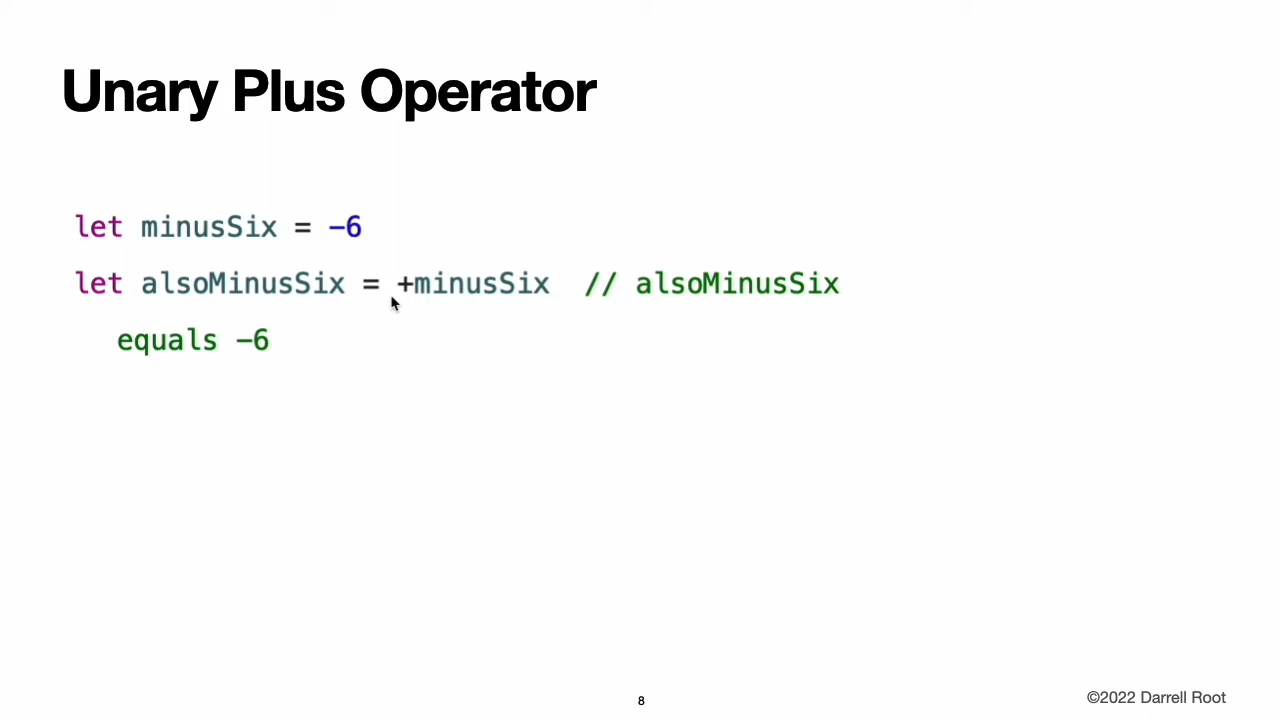 Unary Plus Operator
let minusSix = -6
let alsoMinusSix = +minusSix  // alsoMinusSix
equals -6
8
©2022 Darrell Root